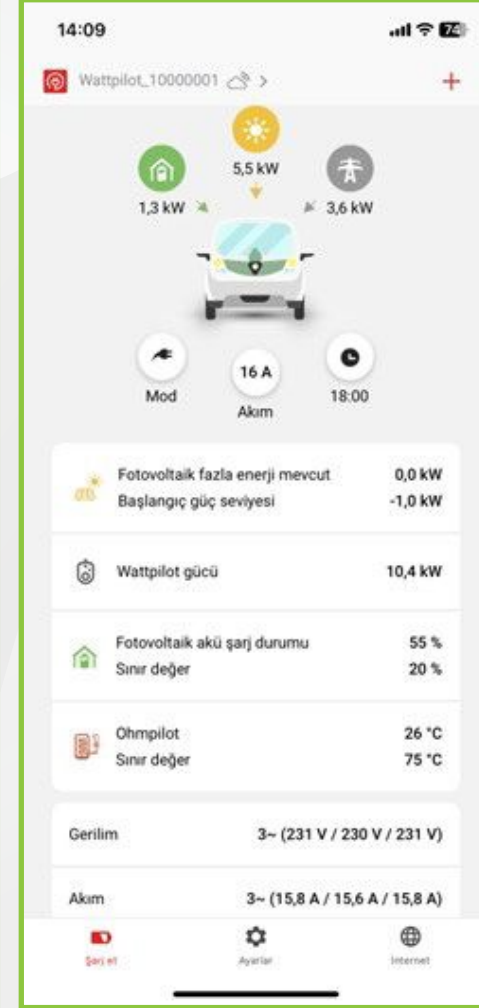 14:09
74
Wattpilot_10000001
5,5 kW
1,3 kW
3,6 kW
16 A
Mod
18:00
Akım
Fotovoltaik fazla enerji mevcut 0,0 kW
Başlangıç güç seviyesi -1,0 kW
Wattpilot gücü 10,4 kW
Fotovoltaik akü şarj durumu 55 %
Sınır değer 20 %
Ohmpilot 26 °C
Sınır değer 75 °C
Gerilim 3~ (231 V / 230 V / 231 V)
Akım 3~ (15,8 A / 15,6 A / 15,8 A)
Şarj et Ayarlar Internet